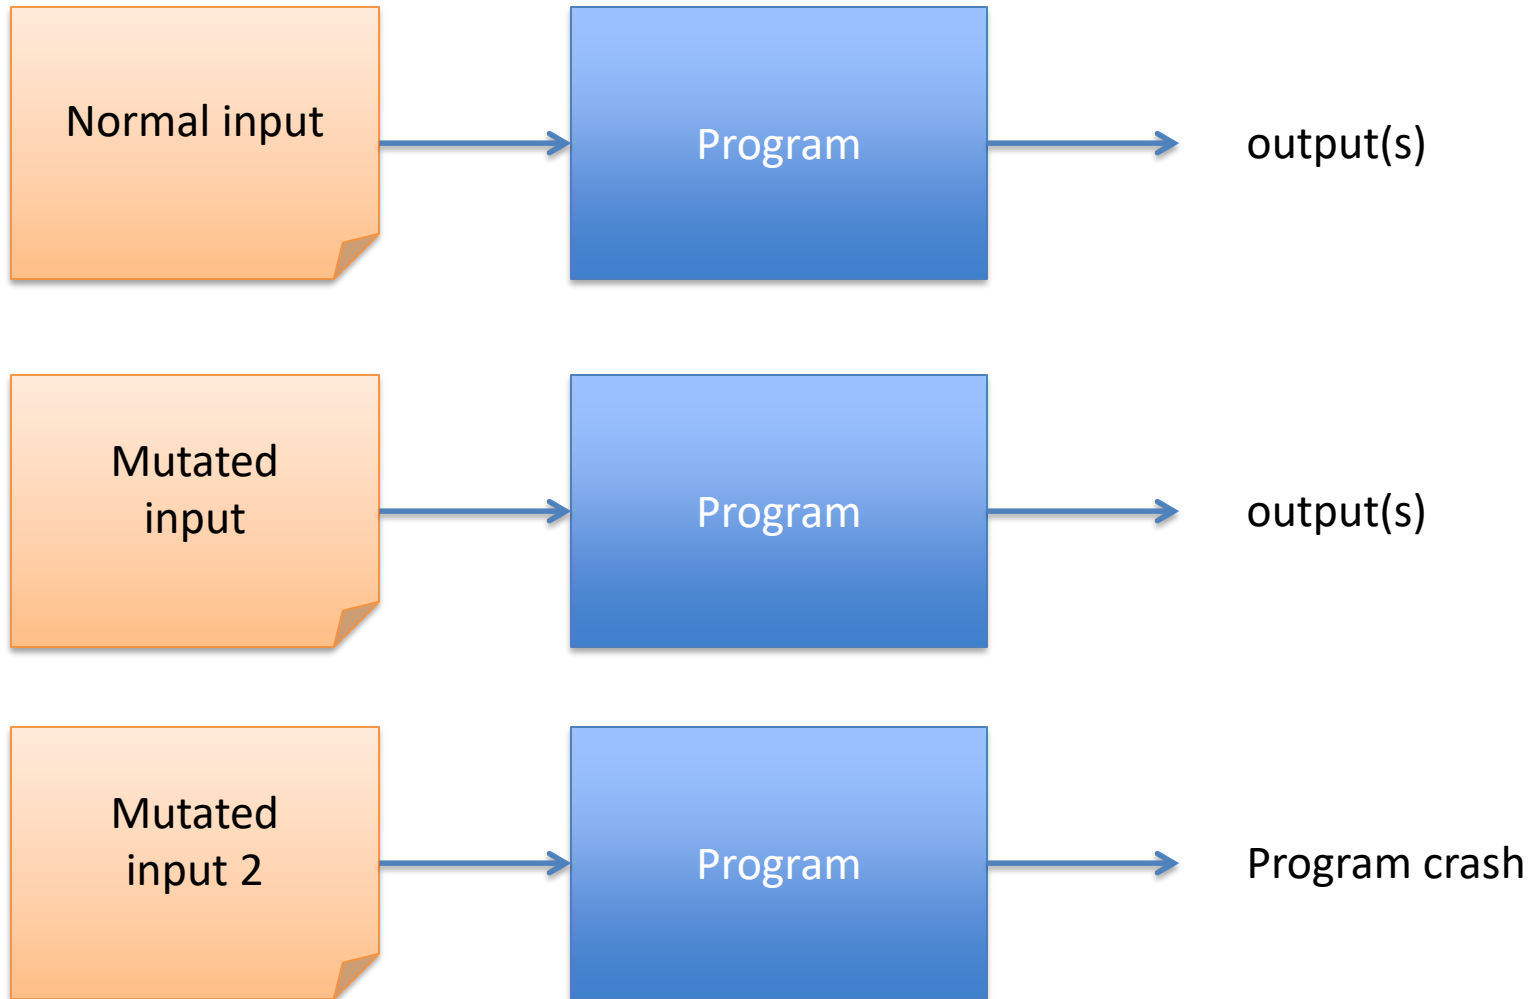 Normal input
Program
output(s)
Mutated
input
Program
output(s)
Mutated
input 2
Program
Program crash